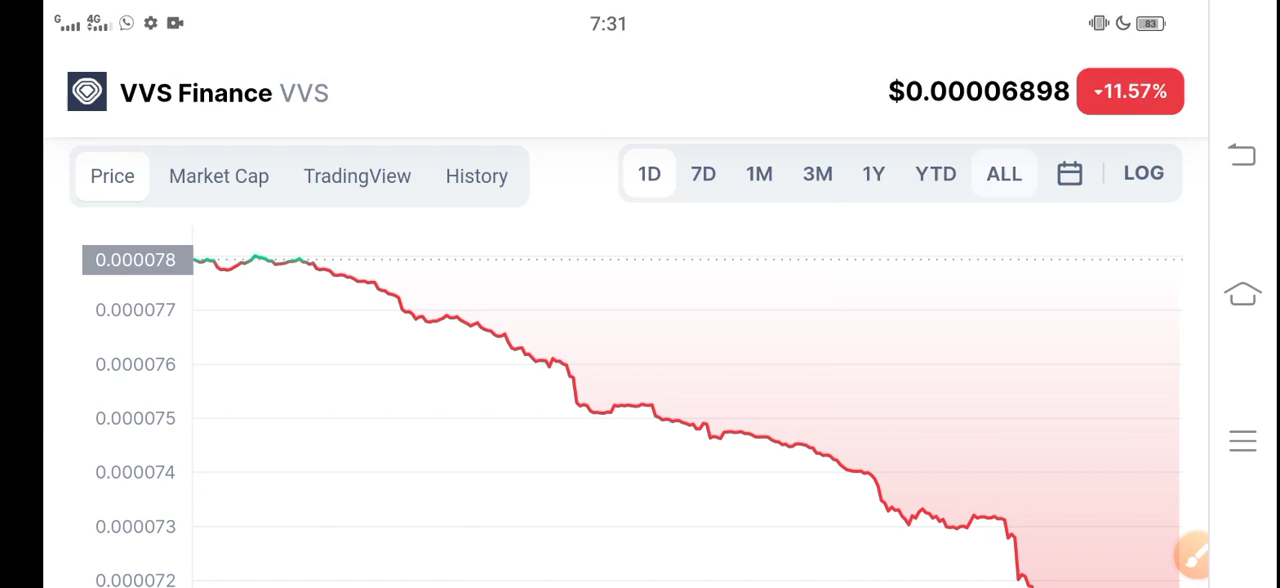 G 4G 7:31 83
VVS Finance VVS $0.00006898 11.57%
Price Market Cap TradingView History 1D 7D 1M 3M 1Y YTD ALL LOG
0.000078
0.000077
0.000076
0.000075
0.000074
0.000073
0.000072